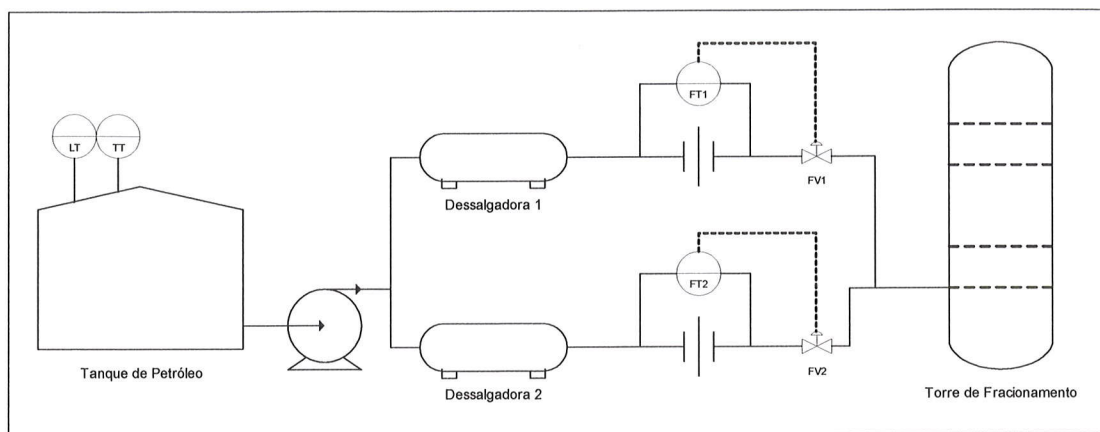 FT1
LT
TT
FV1
Dessalgadora 1
FT2
Tanque de Petróleo
FV2
Dessalgadora 2
Torre de Fracionamento